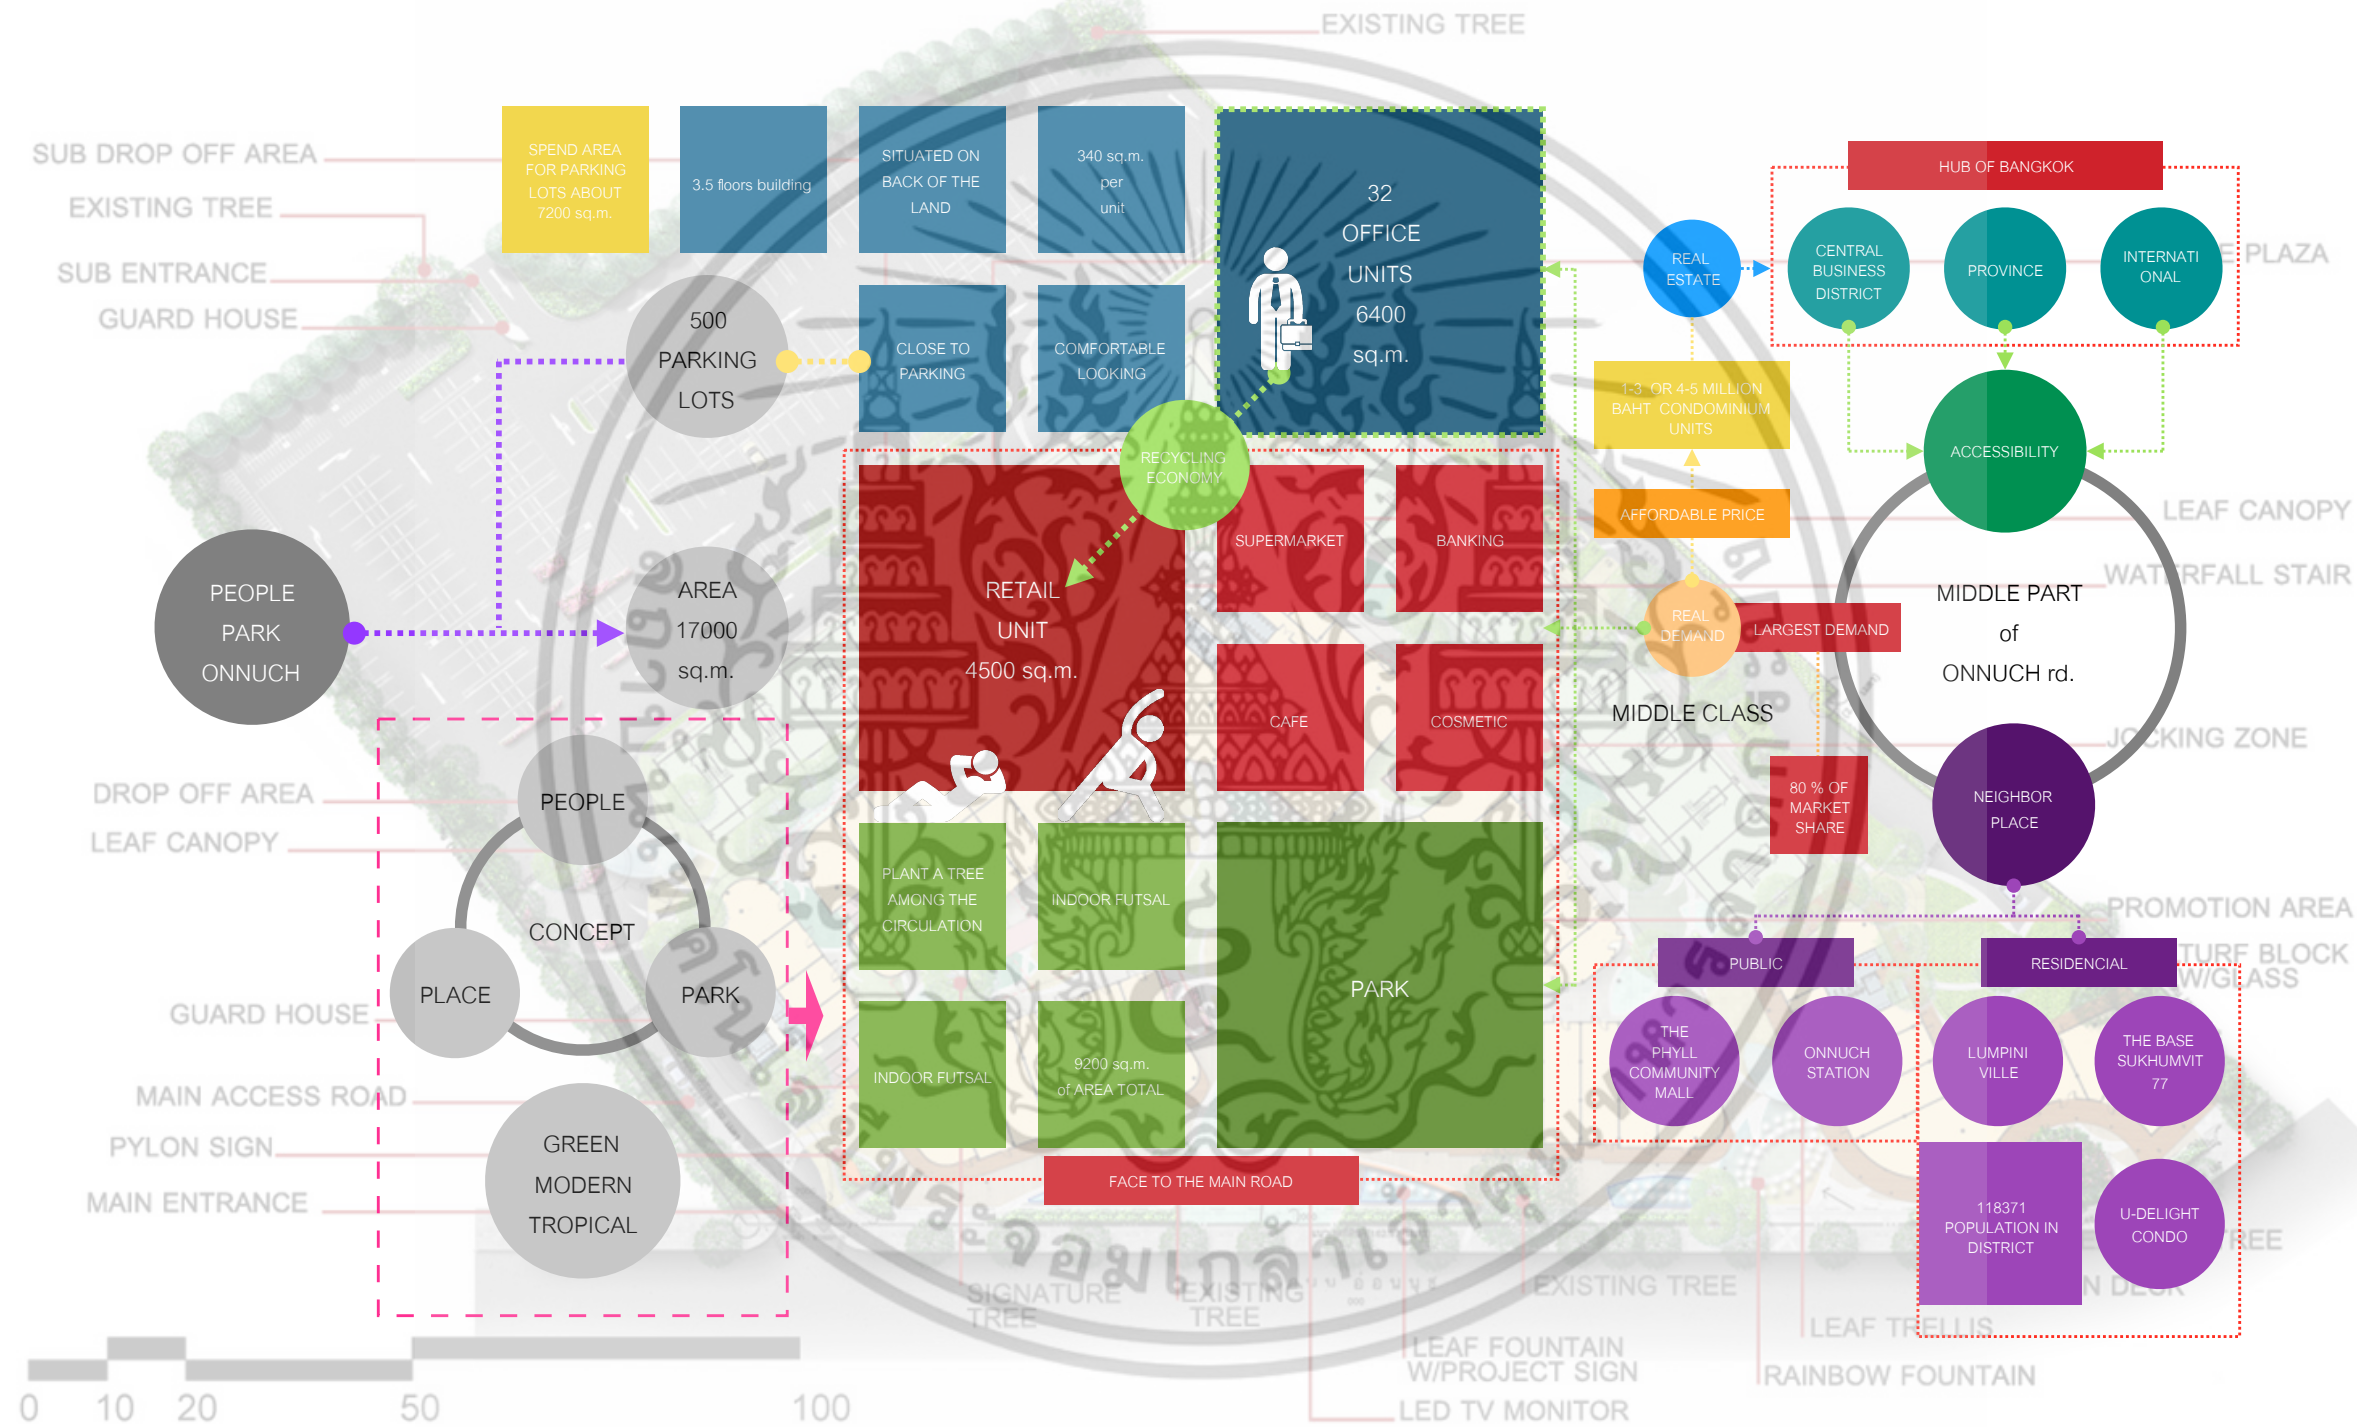 EXISTING TREE
SUB DROP OFF AREA
EXISTING TREE
SUB ENTRANCE
GUARD HOUSE
SPEND AREA
FOR PARKING
LOTS ABOUT
7200 sq.m.
3.5 floors building
SITUATED ON
BACK OF THE
LAND
340 sq.m.
per
unit
32
OFFICE
UNITS
6400
sq.m.
500
PARKING
LOTS
CLOSE TO
PARKING
COMFORTABLE
LOOKING
RECYCLING
ECONOMY
HUB OF BANGKOK
REAL
ESTATE
CENTRAL
BUSINESS
DISTRICT
PROVINCE
INTERNATI
ONAL
PLAZA
1-3 OR 4-5 MILLION
BAHT CONDOMINIUM
UNITS
ACCESSIBILITY
AFFORDABLE PRICE
LEAF CANOPY
WATERFALL STAIR
PEOPLE
PARK
ONNUCH
AREA
17000
sq.m.
RETAIL
UNIT
4500 sq.m.
SUPERMARKET
BANKING
CAFE
COSMETIC
REAL
DEMAND
LARGEST DEMAND
MIDDLE CLASS
MIDDLE PART
of
ONNUCH rd.
JOCKING ZONE
80 % OF
MARKET
SHARE
NEIGHBOR
PLACE
DROP OFF AREA
LEAF CANOPY
GUARD HOUSE
MAIN ACCESS ROAD
PYLON SIGN
MAIN ENTRANCE
PEOPLE
CONCEPT
PLACE
PARK
GREEN
MODERN
TROPICAL
PLANT A TREE
AMONG THE
CIRCULATION
INDOOR FUTSAL
INDOOR FUTSAL
9200 sq.m.
of AREA TOTAL
PARK
FACE TO THE MAIN ROAD
PROMOTION AREA
TURF BLOCK
W/GLASS
PUBLIC
RESIDENCIAL
THE
PHYLL
COMMUNITY
MALL
ONNUCH
STATION
LUMPINI
VILLE
THE BASE
SUKHUMVIT
77
118371
POPULATION IN
DISTRICT
U-DELIGHT
CONDO
SIGNATURE
TREE
EXISTING
TREE
EXISTING TREE
LEAF TRELLIS
LEAF FOUNTAIN
W/PROJECT SIGN
RAINBOW FOUNTAIN
LED TV MONITOR
0 10 20 50 100